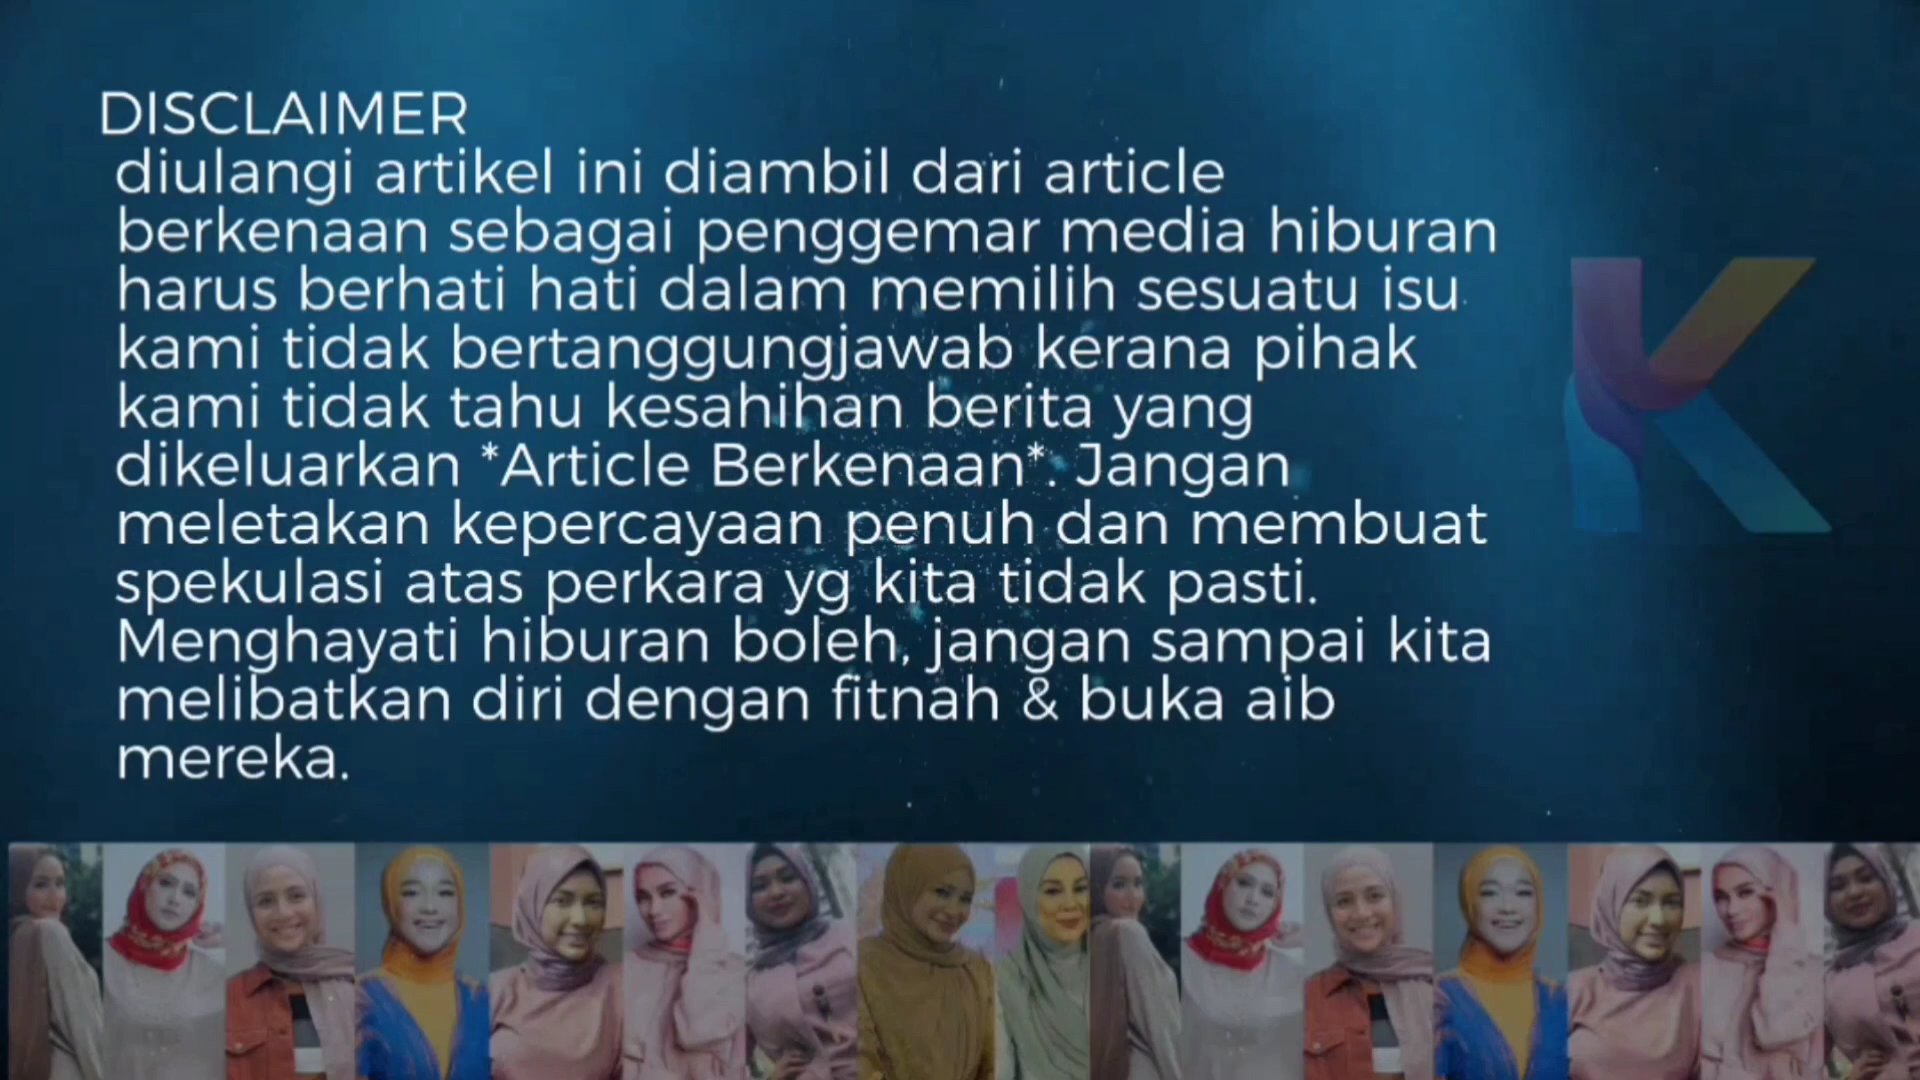 DISCLAIMER
diulangi artikel ini diambil dari article
berkenaan sebagai penggemar media hiburan
harus berhati hati dalam memilih sesuatu isu
kami tidak bertanggungjawab kerana pihak
kami tidak tahu kesahihan berita yang
dikeluarkan *Article Berkenaan*. Jangan
meletakan kepercayaan penuh dan membuat
spekulasi atas perkara yg kita tidak pasti.
Menghayati hiburan boleh, jangan sampai kita
melibatkan diri dengan fitnah & buka aib
mereka.
K